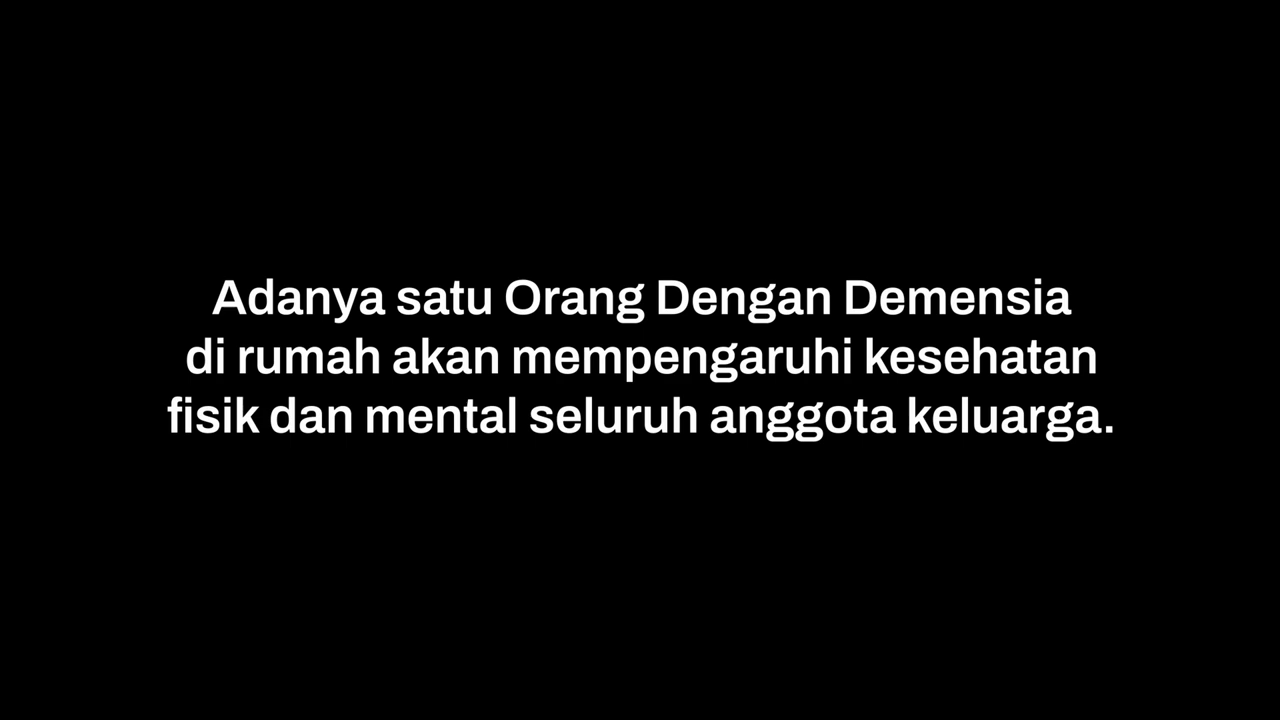 Adanya satu Orang Dengan Demensia
di rumah akan mempengaruhi kesehatan
fisik dan mental seluruh anggota keluarga.